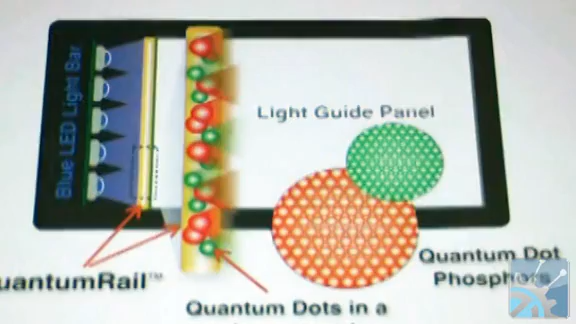 Blue LED Light Bar
Light Guide Panel
Quantum Dot
Phosphors
uantumRail™
Quantum Dots in a